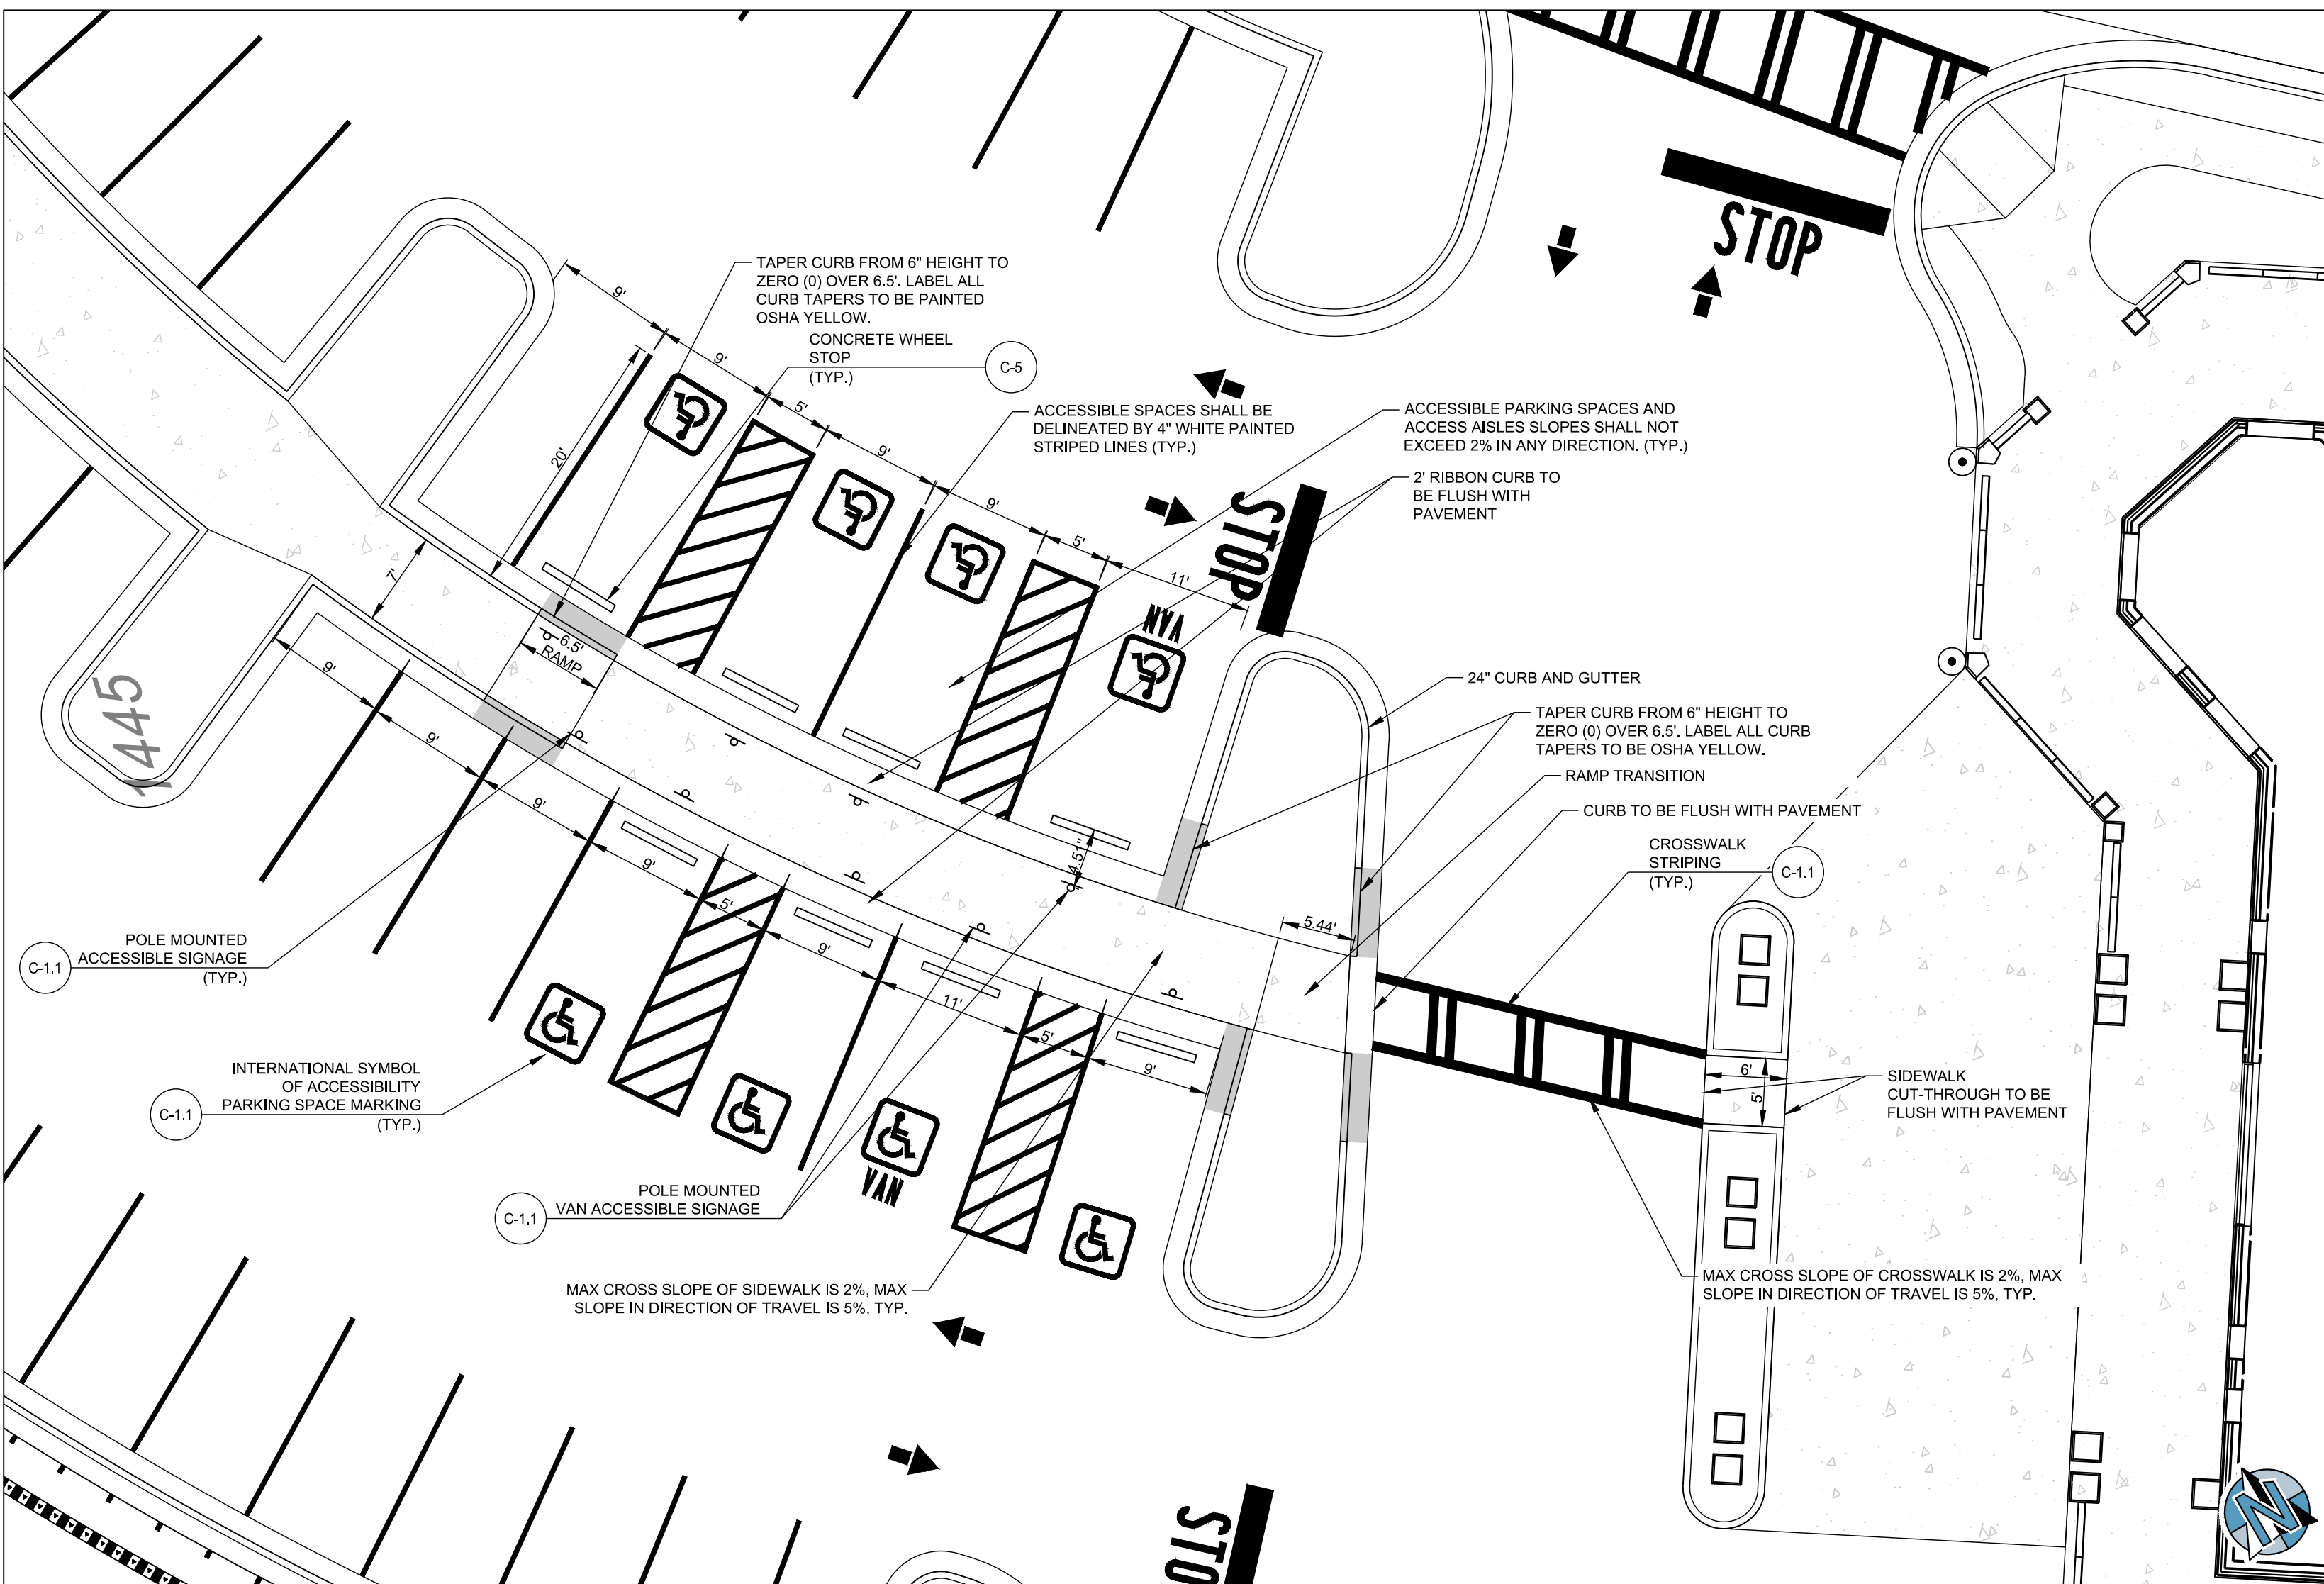 STOP
TAPER CURB FROM 6" HEIGHT TO
ZERO (0) OVER 6.5'. LABEL ALL
CURB TAPERS TO BE PAINTED
OSHA YELLOW.
9'
CONCRETE WHEEL
STOP
(TYP.)
C-5
9'
5'
ACCESSIBLE SPACES SHALL BE
DELINEATED BY 4" WHITE PAINTED
STRIPED LINES (TYP.)
ACCESSIBLE PARKING SPACES AND
ACCESS AISLES SLOPES SHALL NOT
EXCEED 2% IN ANY DIRECTION. (TYP.)
20'
9'
2' RIBBON CURB TO
BE FLUSH WITH
PAVEMENT
9'
STOP
5'
11'
7'
VAN
6.5'
RAMP
9'
24" CURB AND GUTTER
1445
TAPER CURB FROM 6" HEIGHT TO
ZERO (0) OVER 6.5'. LABEL ALL CURB
TAPERS TO BE OSHA YELLOW.
9'
RAMP TRANSITION
9'
CURB TO BE FLUSH WITH PAVEMENT
CROSSWALK
STRIPING
(TYP.)
C-1.1
9'
4.51"
5'
5.44'
POLE MOUNTED
ACCESSIBLE SIGNAGE
(TYP.)
C-1.1
9'
11'
5'
9'
6'
5'
SIDEWALK
CUT-THROUGH TO BE
FLUSH WITH PAVEMENT
INTERNATIONAL SYMBOL
OF ACCESSIBILITY
PARKING SPACE MARKING
(TYP.)
C-1.1
VAN
POLE MOUNTED
VAN ACCESSIBLE SIGNAGE
C-1.1
MAX CROSS SLOPE OF SIDEWALK IS 2%, MAX
SLOPE IN DIRECTION OF TRAVEL IS 5%, TYP.
MAX CROSS SLOPE OF CROSSWALK IS 2%, MAX
SLOPE IN DIRECTION OF TRAVEL IS 5%, TYP.
STO
N